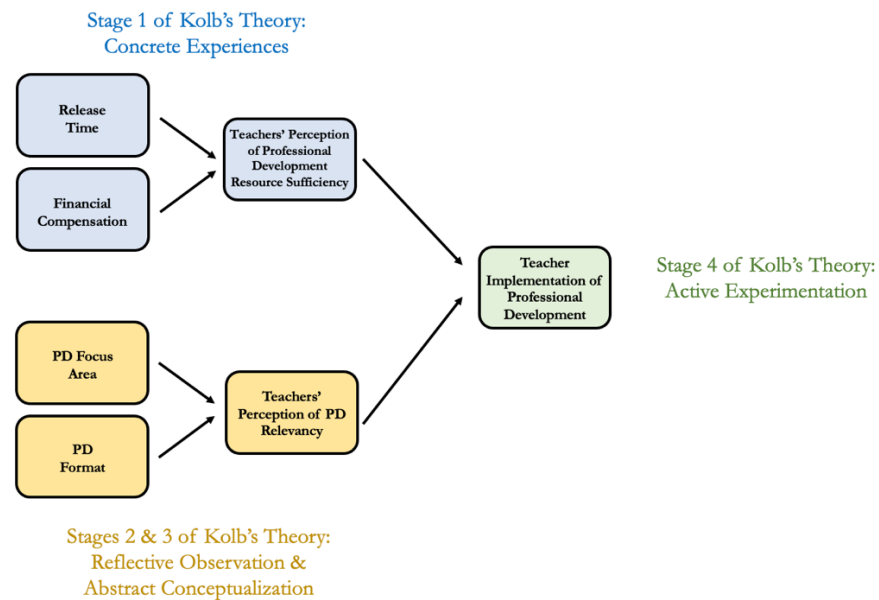 Stage 1 of Kolb's Theory:
Concrete Experiences
Release
Time
Financial
Compensation
Teachers' Perception
of Professional
Development
Resource Sufficiency
Teacher
Implementation of
Professional
Development
Stage 4 of Kolb's Theory:
Active Experimentation
PD Focus
Area
PD
Format
Teachers'
Perception of PD
Relevancy
Stages 2 & 3 of Kolb's Theory:
Reflective Observation &
Abstract Conceptualization